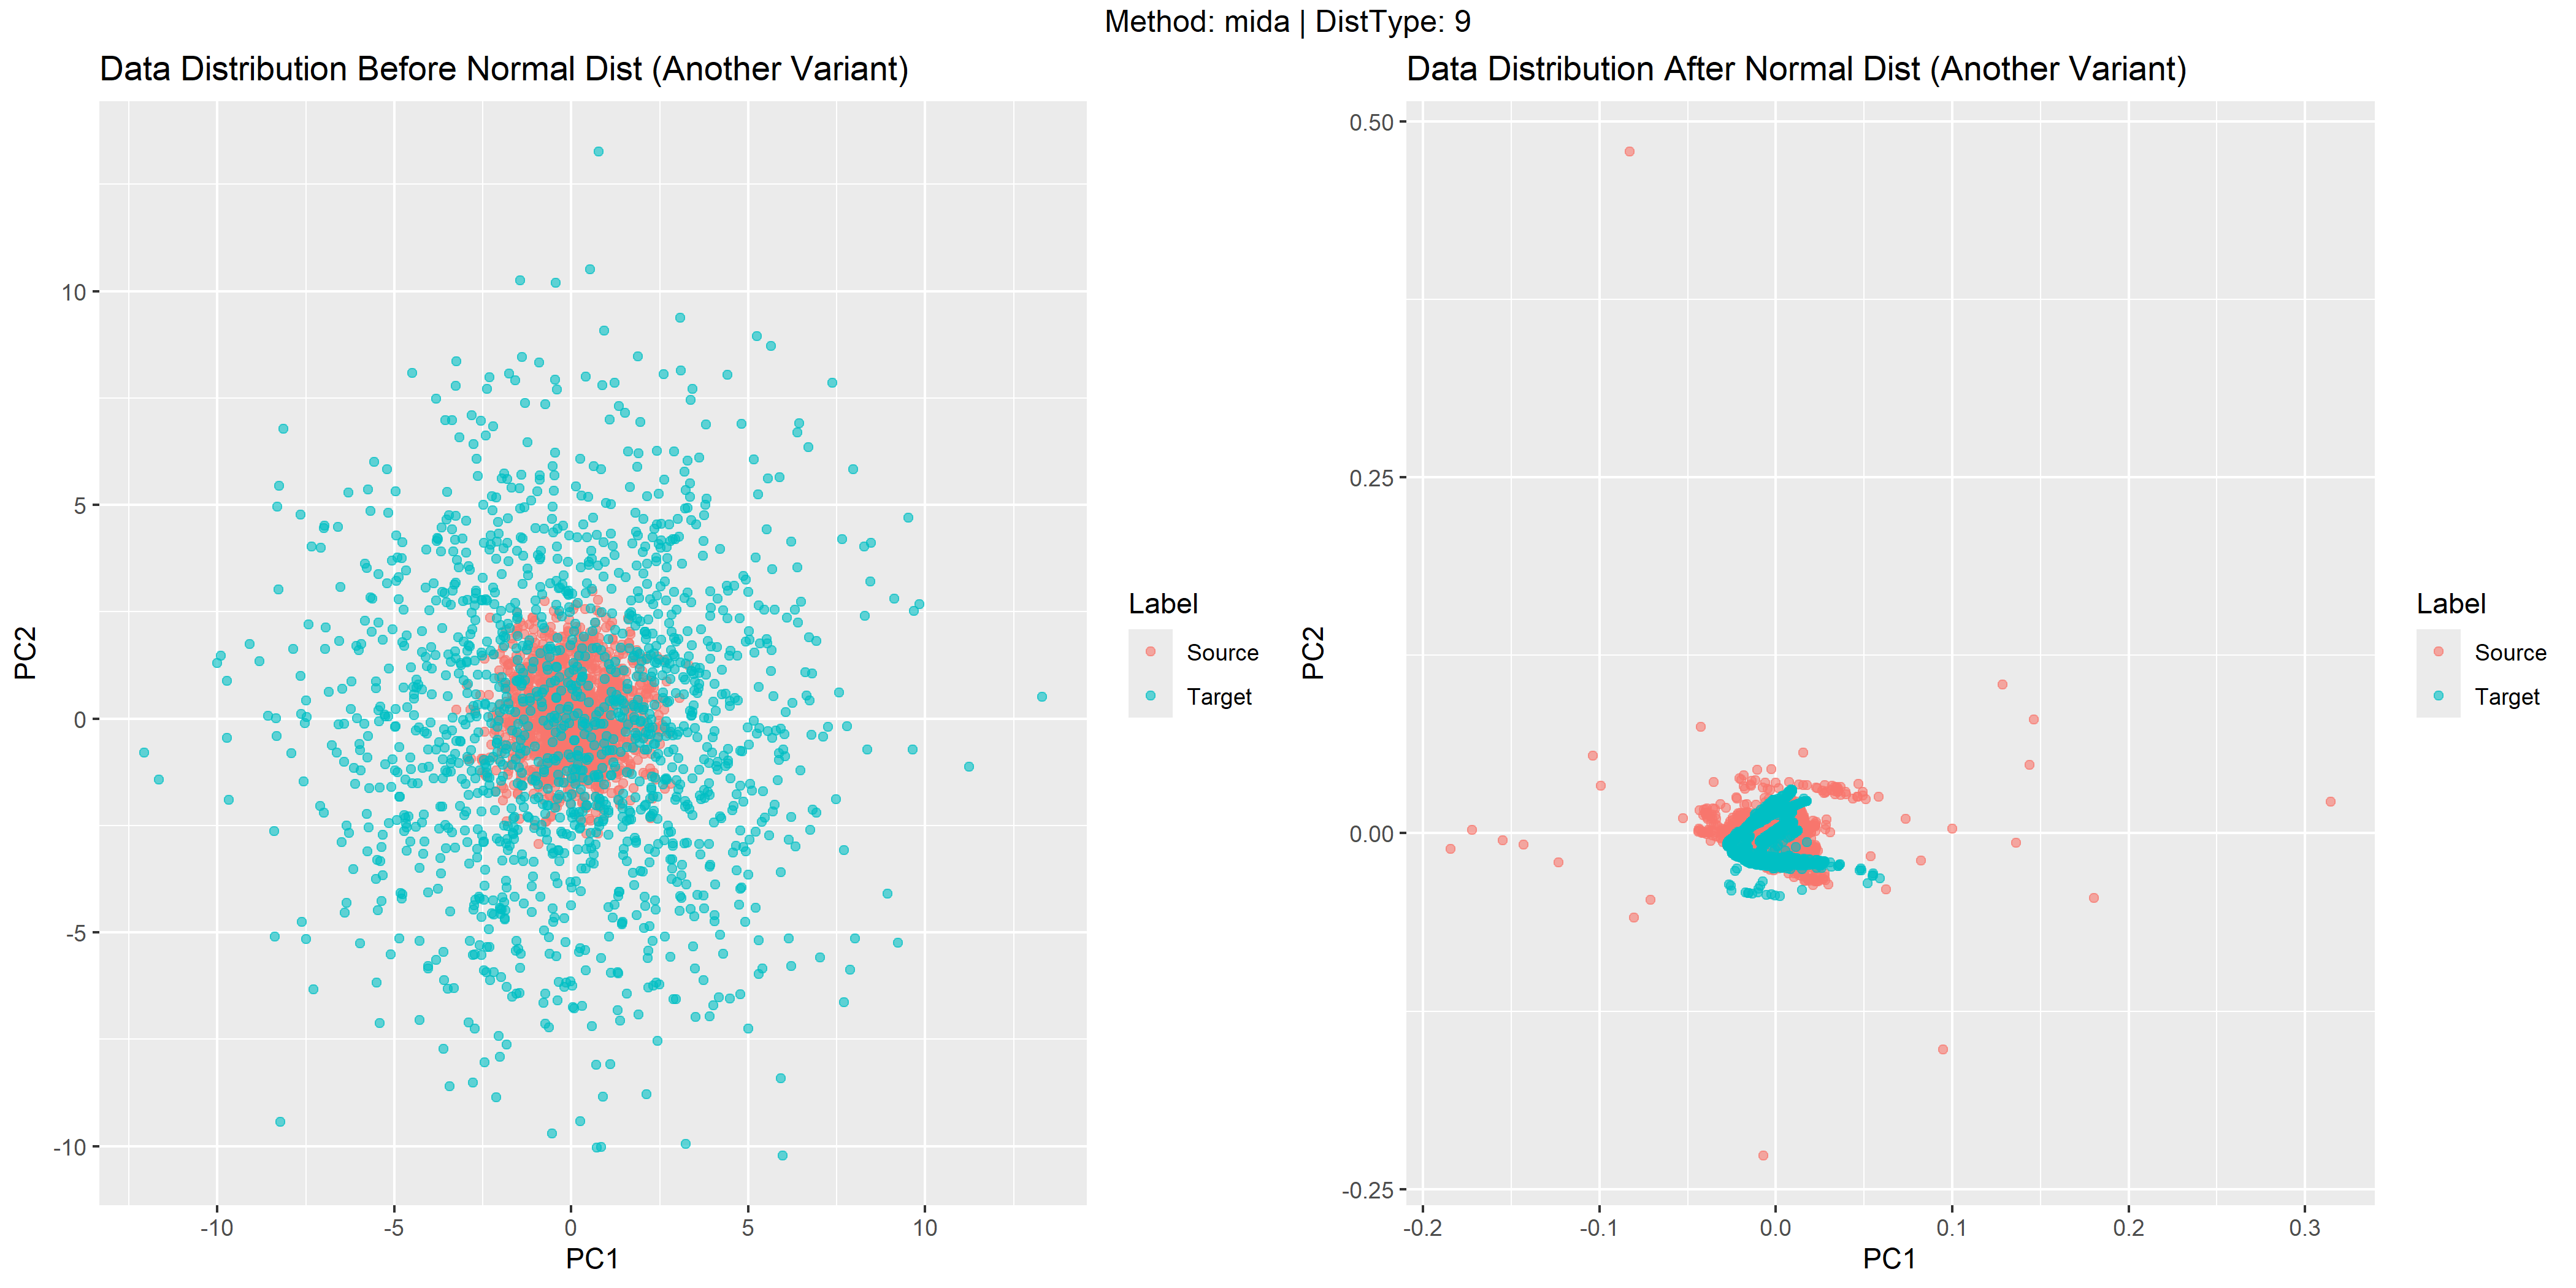 Method: mida | DistType: 9
Data Distribution Before Normal Dist (Another Variant)
PC2
10
5
0
-5
-10
-10
-5
0
5
10
PC1
Label
Source
Target
Data Distribution After Normal Dist (Another Variant)
PC2
0.50
0.25
0.00
-0.25
-0.2
-0.1
0.0
0.1
0.2
0.3
PC1
Label
Source
Target